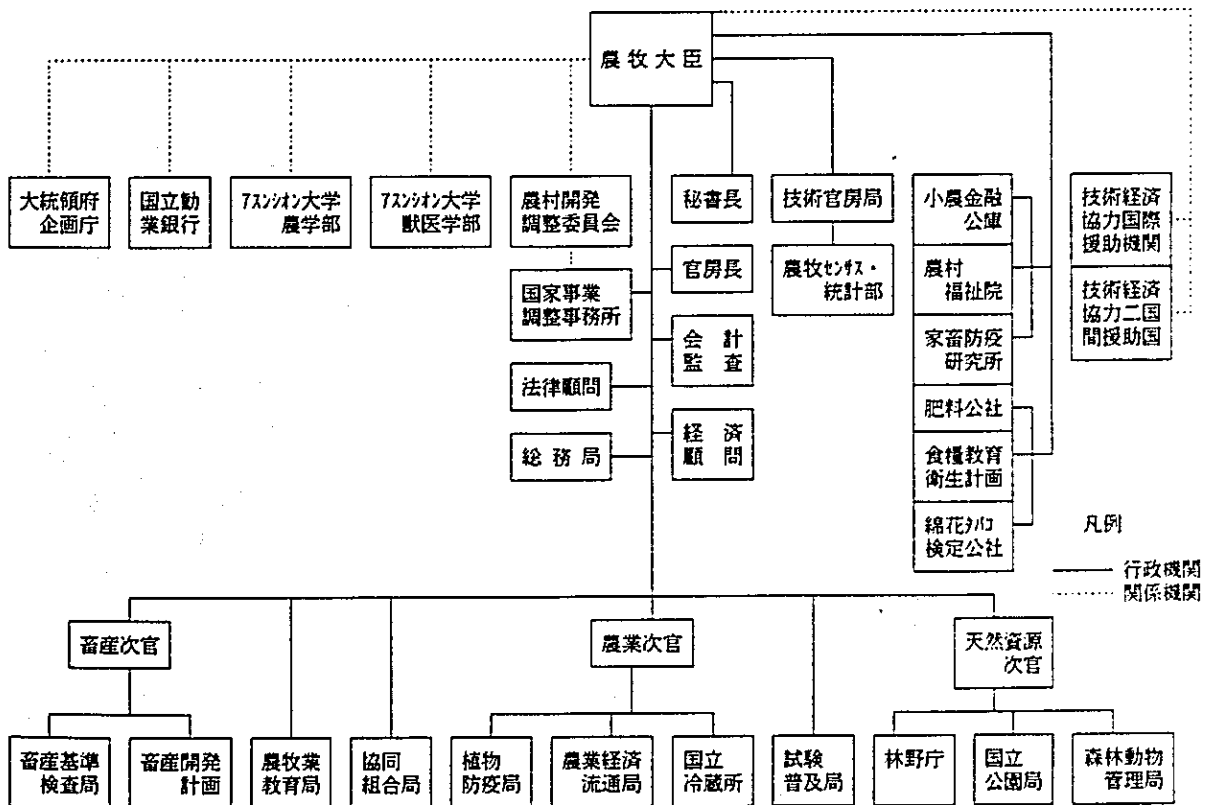 農牧大臣
大統領府
企画庁
国立勧
業銀行
ｱｽﾝｼｵﾝ大学
農学部
ｱｽﾝｼｵﾝ大学
獣医学部
農村開発
調整委員会
国家事業
調整事務所
法律顧問
総務局
秘書長
官房長
会計
監査
経済
顧問
技術官房局
農牧ｾﾝｻｽ・
統計部
小農金融
公庫
農村
福祉院
家畜防疫
研究所
肥料公社
食糧教育
衛生計画
綿花ﾀﾊﾞｺ
検定公社
技術経済
協力国際
援助機関
技術経済
協力二国
間援助国
凡例
行政機関
関係機関
畜産次官
農業次官
天然資源
次官
畜産基準
検査局
畜産開発
計画
農牧業
教育局
協同
組合局
植物
防疫局
農業経済
流通局
国立
冷蔵所
試験
普及局
林野庁
国立
公園局
森林動物
管理局